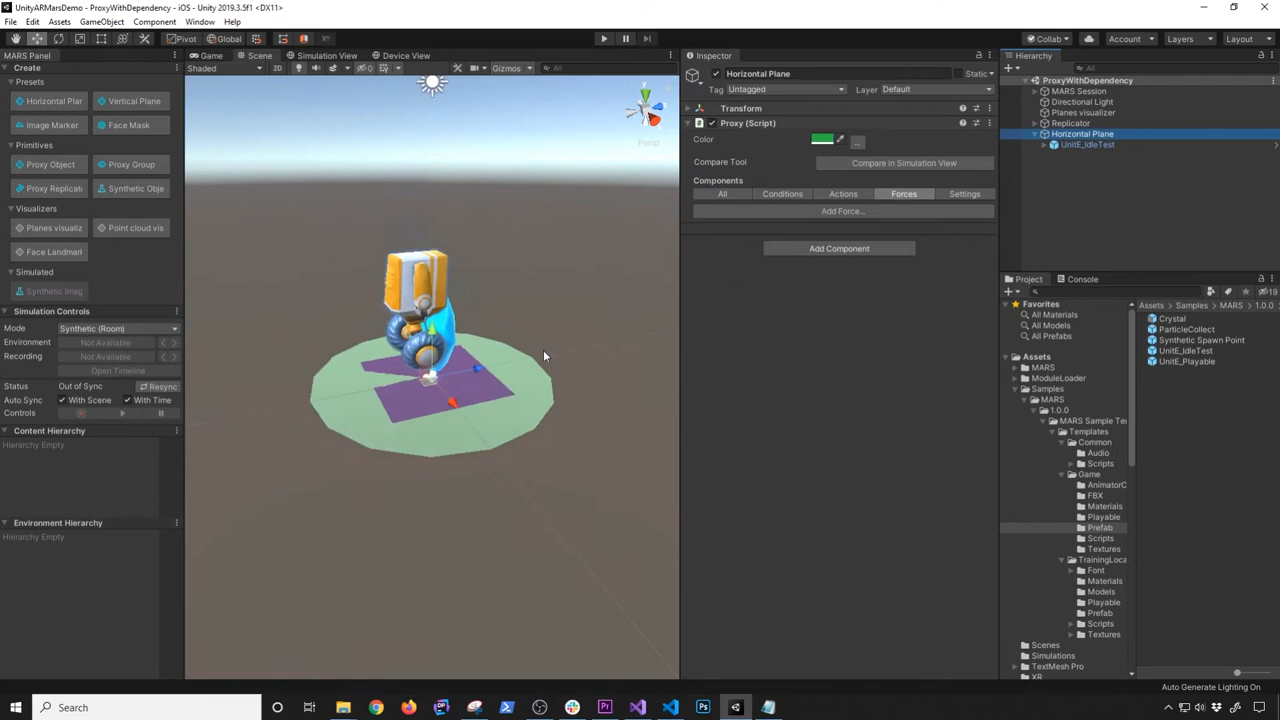 UnityARMarsDemo - ProxyWithDependency - iOS - Unity 2019.3.5f1 <DX11>
File Edit Assets GameObject Component Window Help
Pivot Global Collab Account Layers Layout
MARS Panel
Create
Presets
Horizontal Plan Vertical Plane
Image Marker Face Mask
Primitives
Proxy Object Proxy Group
Proxy Replicato Synthetic Obje
Visualizers
Planes visualiz Point cloud vis
Face Landmar
Simulated
Synthetic Imag
Simulation Controls
Mode Synthetic (Room)
Environment Not Available
Recording Not Available
Open Timeline
Status Out of Sync Resync
Auto Sync With Scene With Time
Controls
Content Hierarchy
Hierarchy Empty
Environment Hierarchy
Hierarchy Empty
Game Scene Simulation View Device View
Shaded 2D Gizmos All
y
Persp
Inspector
Horizontal Plane Static
Tag Untagged Layer Default
Transform
Proxy (Script)
Color ...
Compare Tool Compare in Simulation View
Components
All Conditions Actions Forces Settings
Add Force...
Add Component
Hierarchy
All
ProxyWithDependency
MARS Session
Directional Light
Planes visualizer
Replicator
Horizontal Plane
UnitE_IdleTest
Project Console
19
Favorites
All Materials
All Models
All Prefabs
Assets
MARS
ModuleLoader
Samples
MARS
1.0.0
MARS Sample Te
Templates
Common
Audio
Scripts
Game
AnimatorC
FBX
Materials
Playable
Prefab
Scripts
Textures
TrainingLoca
Font
Materials
Models
Playable
Prefab
Scripts
Textures
Scenes
Simulations
TextMesh Pro
XR
Assets Samples MARS 1.0.0
Crystal
ParticleCollect
Synthetic Spawn Point
UnitE_IdleTest
UnitE_Playable
Auto Generate Lighting On
Search
7:08 PM